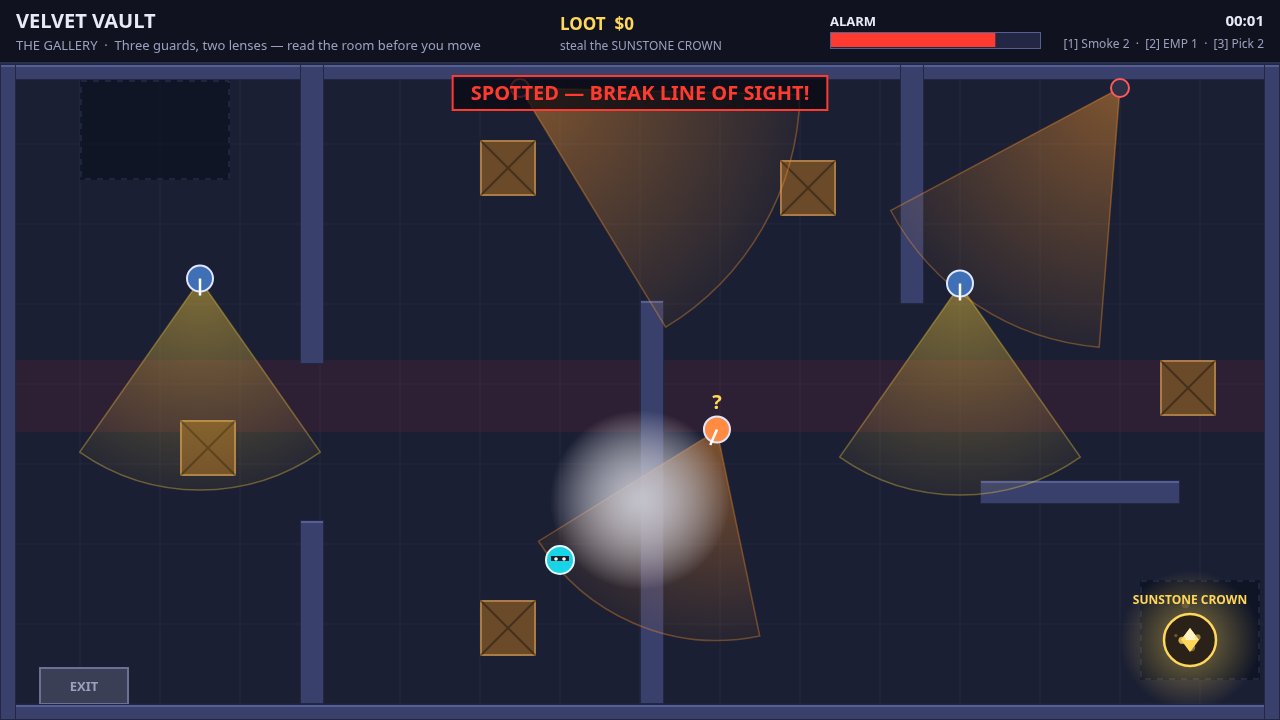 VELVET VAULT
THE GALLERY · Three guards, two lenses — read the room before you move
LOOT $0
steal the SUNSTONE CROWN
ALARM
00:01
[1] Smoke 2 · [2] EMP 1 · [3] Pick 2
SPOTTED — BREAK LINE OF SIGHT!
?
SUNSTONE CROWN
EXIT